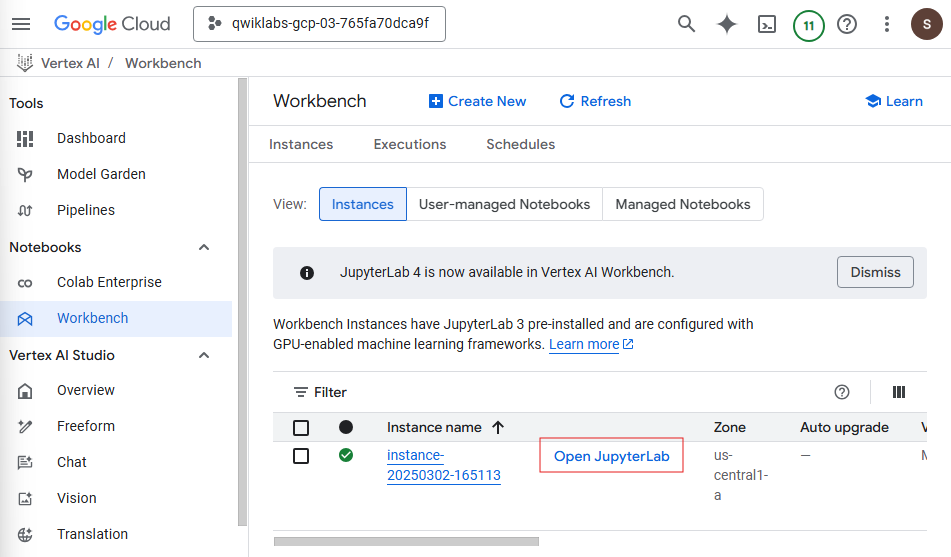 Google Cloud
qwiklabs-gcp-03-765fa70dca9f
11
S
Vertex AI / Workbench
Tools
Dashboard
Model Garden
Pipelines
Notebooks
Colab Enterprise
Workbench
Vertex AI Studio
Overview
Freeform
Chat
Vision
Translation
Workbench
Create New
Refresh
Learn
Instances
Executions
Schedules
View:
Instances
User-managed Notebooks
Managed Notebooks
JupyterLab 4 is now available in Vertex AI Workbench.
Dismiss
Workbench Instances have JupyterLab 3 pre-installed and are configured with
GPU-enabled machine learning frameworks. Learn more
Filter
Instance name
Zone
Auto upgrade
instance-
20250302-165113
Open JupyterLab
us-
central1-
a
—